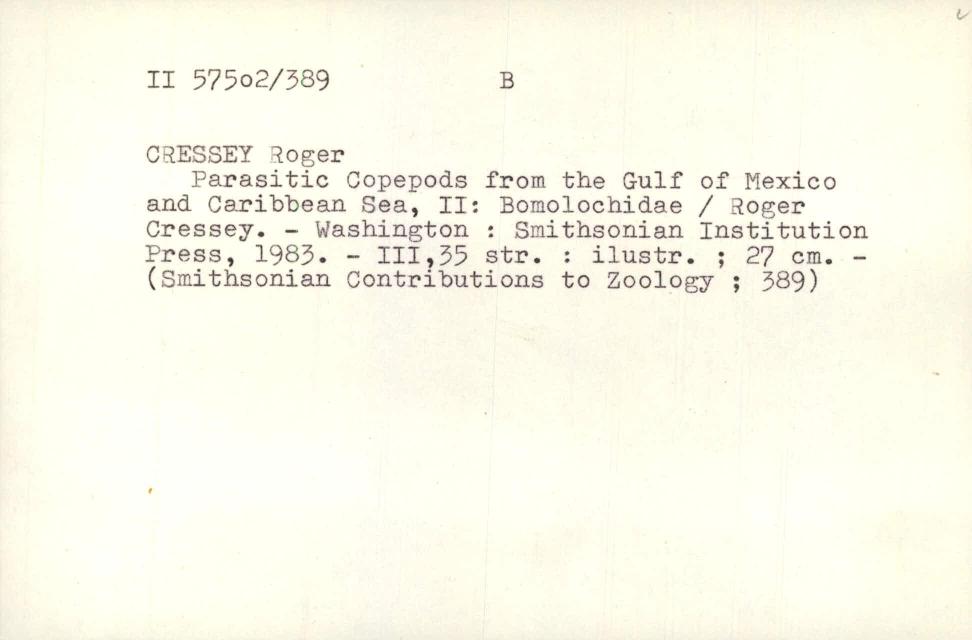 II 575o2/389 B
CRESSEY Roger
Parasitic Copepods from the Gulf of Mexico
and Caribbean Sea, II: Bomolochidae / Roger
Cressey. - Washington : Smithsonian Institution
Press, 1983. - III,35 str. : ilustr. ; 27 cm. -
(Smithsonian Contributions to Zoology ; 389)